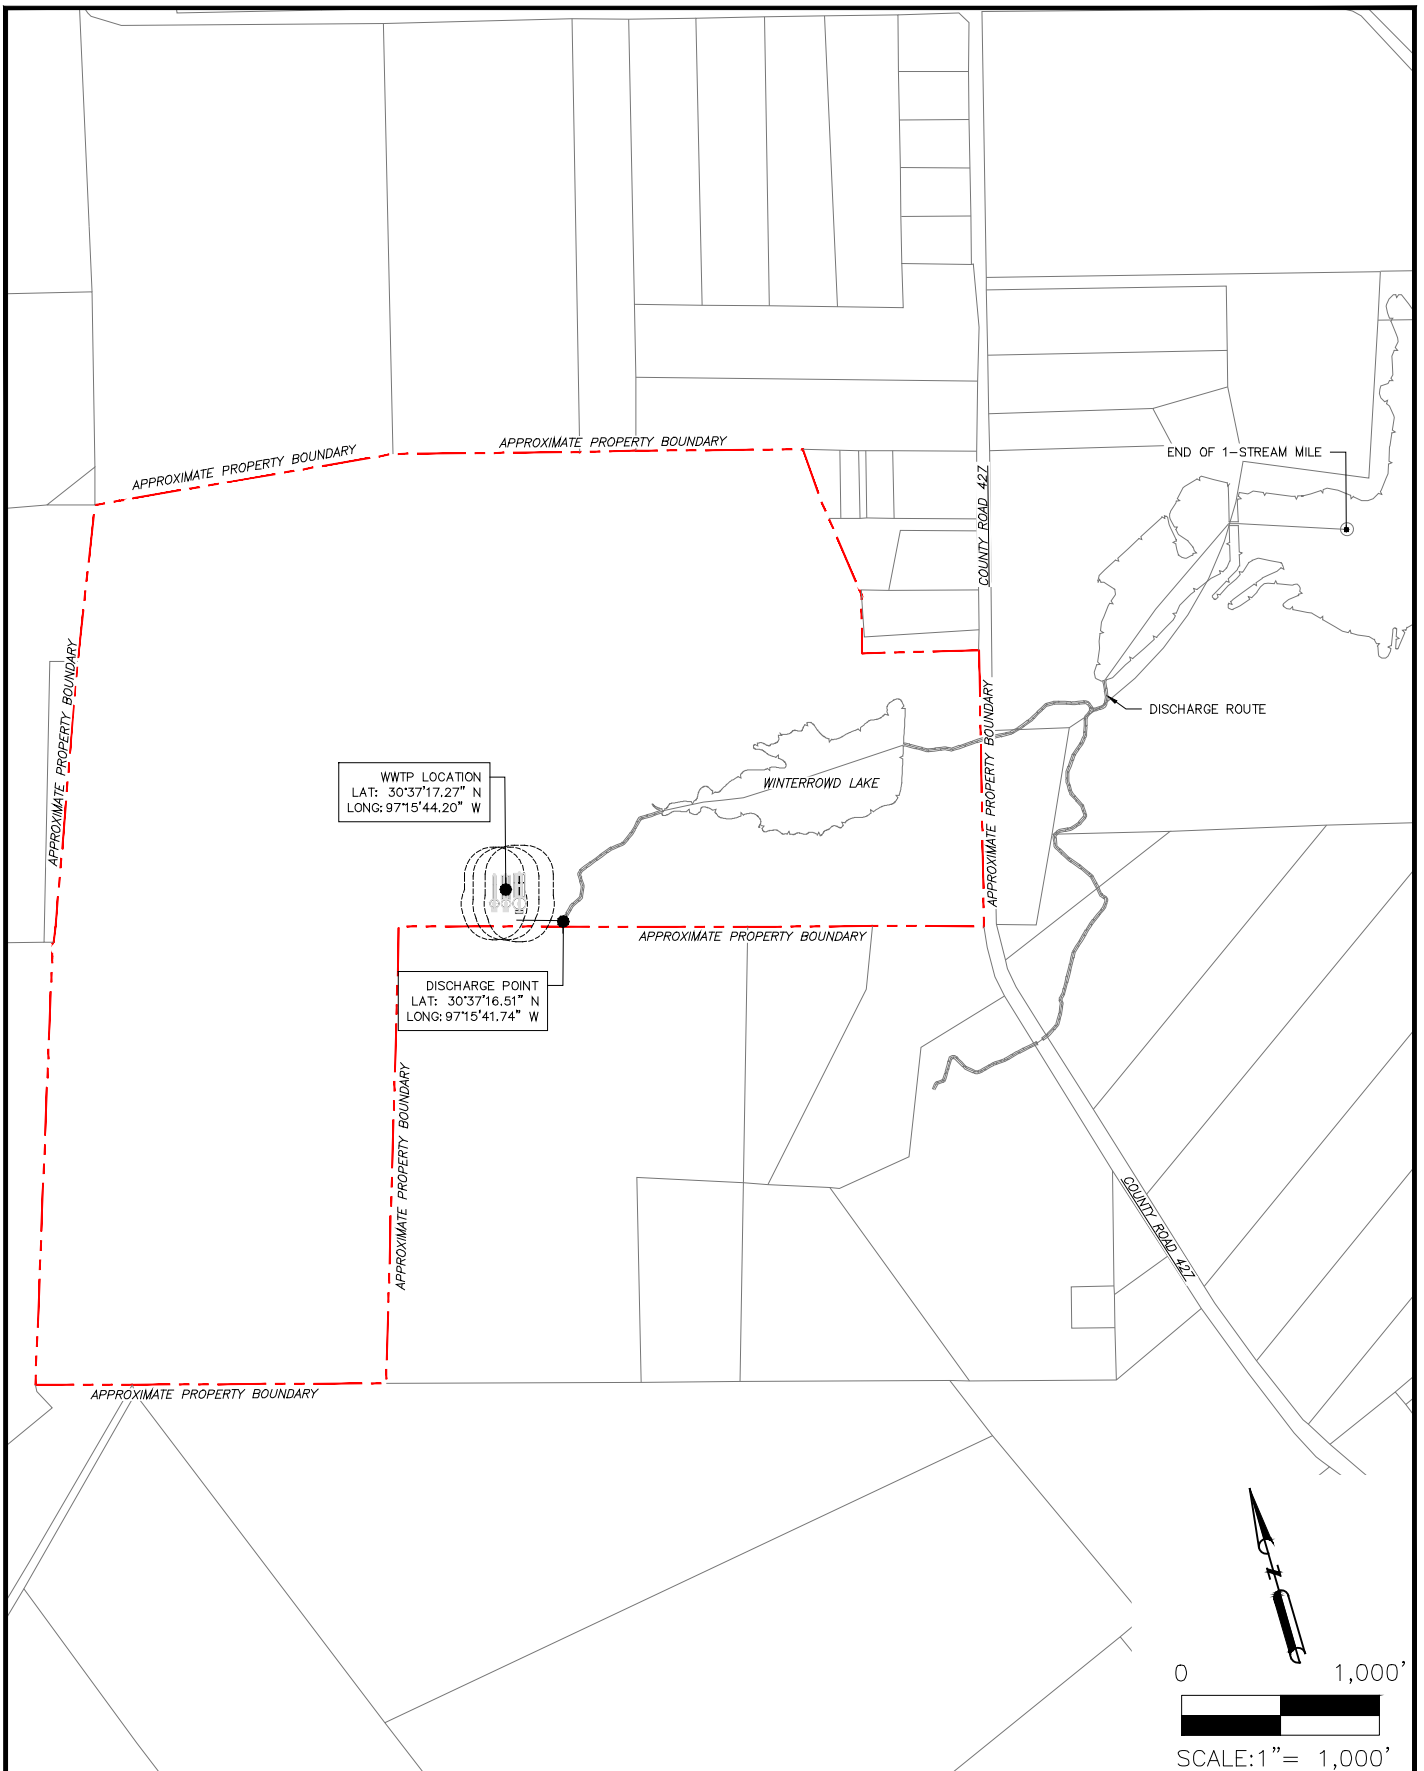 APPROXIMATE PROPERTY BOUNDARY
APPROXIMATE PROPERTY BOUNDARY
END OF 1-STREAM MILE
COUNTY ROAD 427
APPROXIMATE PROPERTY BOUNDARY
APPROXIMATE PROPERTY BOUNDARY
DISCHARGE ROUTE
WINTERROWD LAKE
WWTP LOCATION
LAT: 30°37'17.27" N
LONG: 97°15'44.20" W
APPROXIMATE PROPERTY BOUNDARY
DISCHARGE POINT
LAT: 30°37'16.51" N
LONG: 97°15'41.74" W
APPROXIMATE PROPERTY BOUNDARY
COUNTY ROAD 427
APPROXIMATE PROPERTY BOUNDARY
N
0 1,000'
SCALE:1"= 1,000'